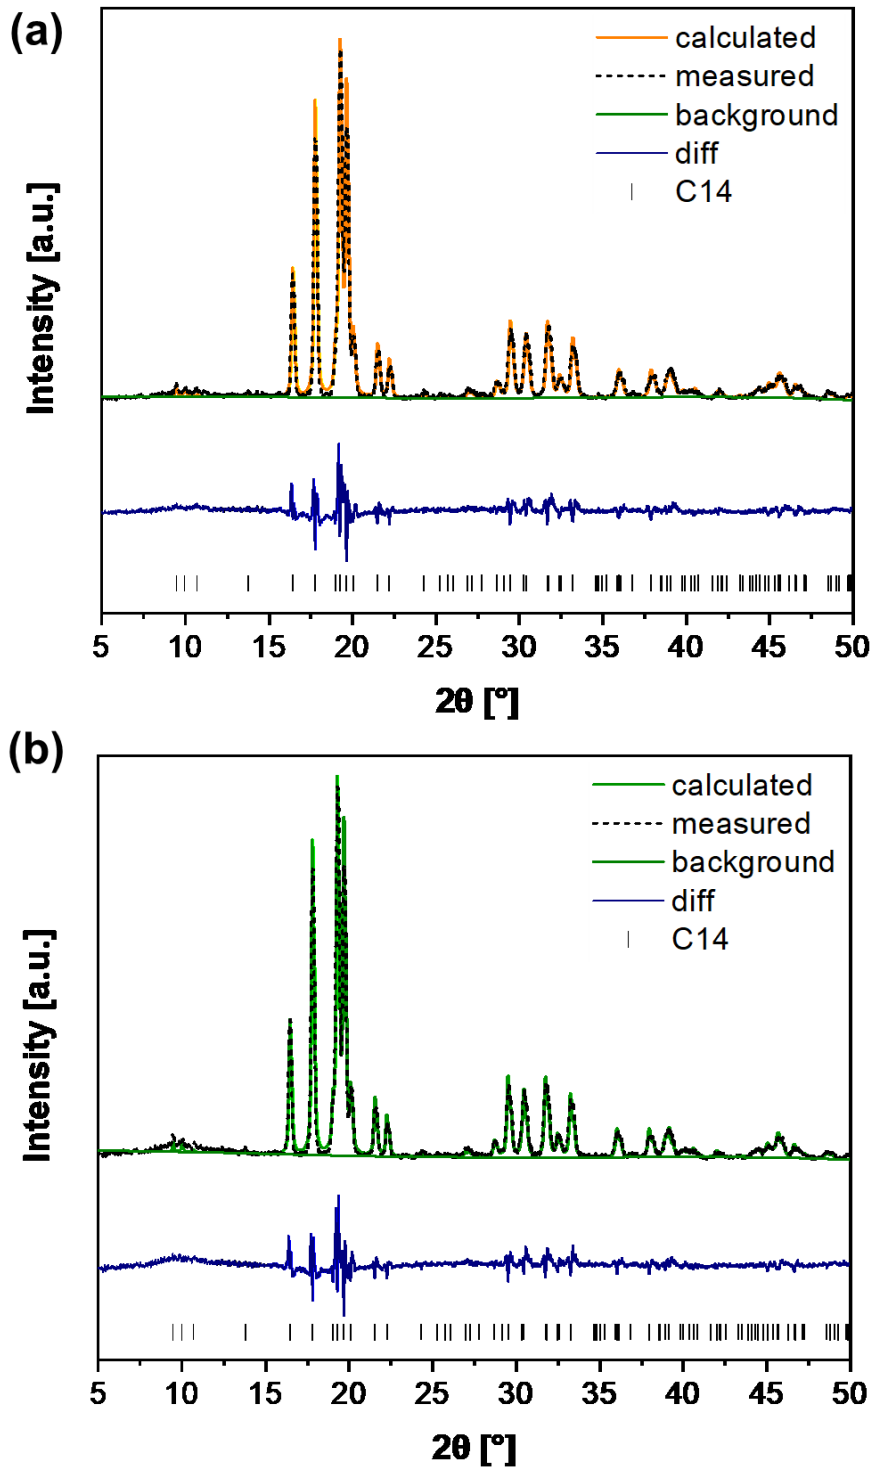 (a)
calculated
measured
background
diff
C14
Intensity [a.u.]
5 10 15 20 25 30 35 40 45 50
2θ [°]
(b)
calculated
measured
background
diff
C14
Intensity [a.u.]
5 10 15 20 25 30 35 40 45 50
2θ [°]